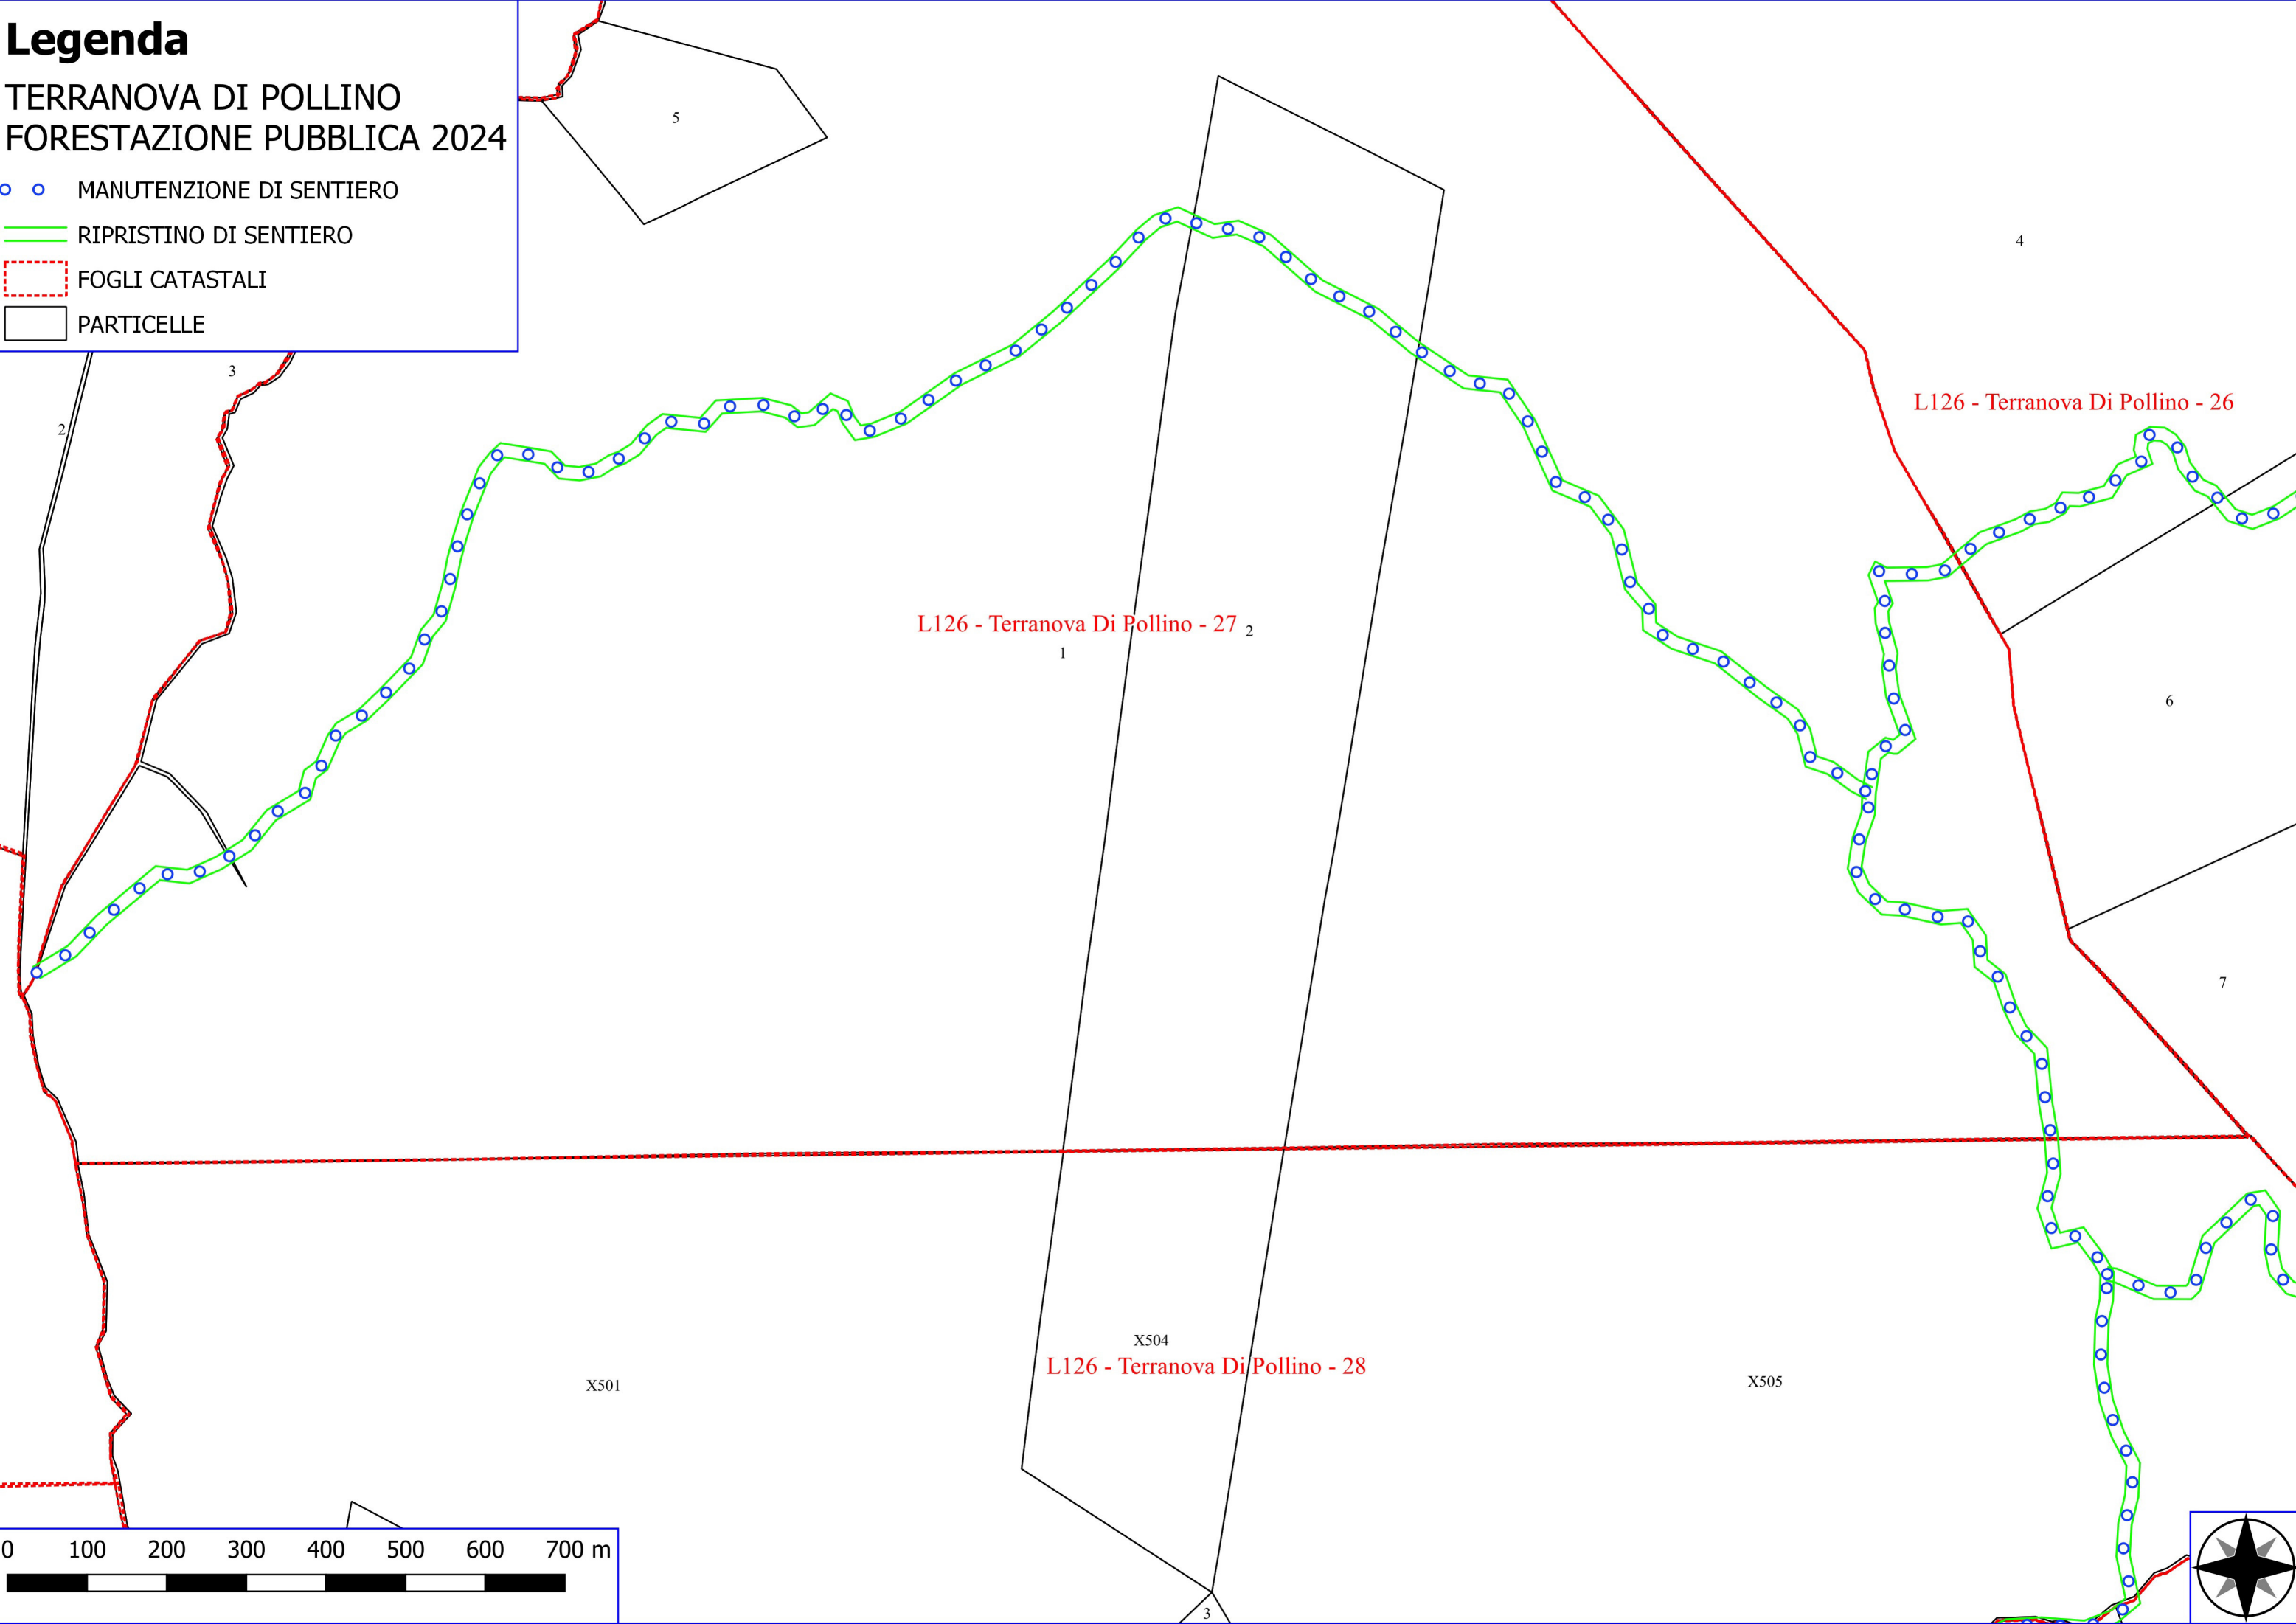 Legenda
TERRANOVA DI POLLINO
FORESTAZIONE PUBBLICA 2024
MANUTENZIONE DI SENTIERO
RIPRISTINO DI SENTIERO
FOGLI CATASTALI
PARTICELLE
5
4
3
2
L126 - Terranova Di Pollino - 26
L126 - Terranova Di Pollino - 27
2
1
6
7
X504
L126 - Terranova Di Pollino - 28
X501
X505
0 100 200 300 400 500 600 700 m
3